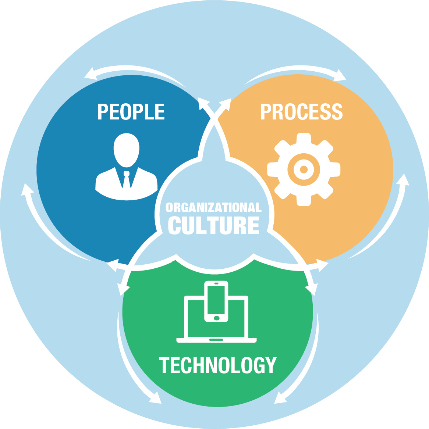 PEOPLE
PROCESS
ORGANIZATIONAL
CULTURE
TECHNOLOGY